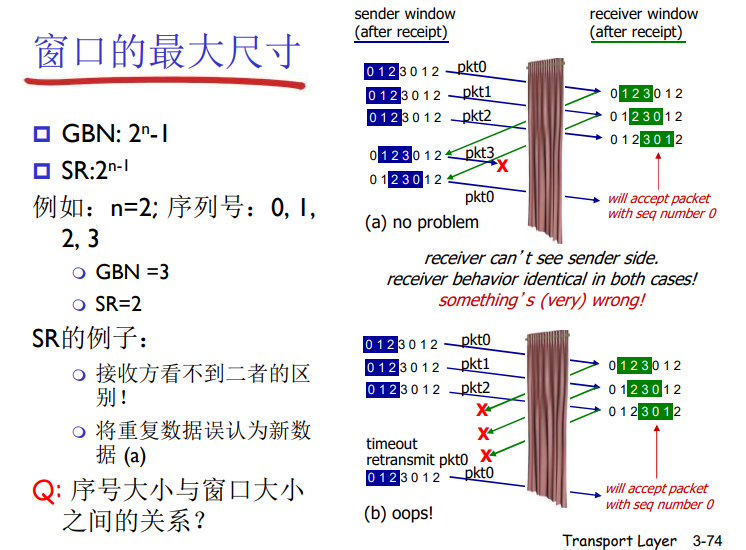 窗口的最大尺寸
GBN: 2ⁿ-1
SR:2ⁿ⁻¹
例如：n=2; 序列号：0, 1,
2, 3
GBN =3
SR=2
SR的例子：
接收方看不到二者的区
别！
将重复数据误认为新数
据 (a)
Q: 序号大小与窗口大小
之间的关系？
sender window
(after receipt)
receiver window
(after receipt)
0 1 2 3 0 1 2
pkt0
0 1 2 3 0 1 2
pkt1
0 1 2 3 0 1 2
pkt2
0 1 2 3 0 1 2
pkt3
X
0 1 2 3 0 1 2
pkt0
0 1 2 3 0 1 2
0 1 2 3 0 1 2
0 1 2 3 0 1 2
will accept packet
with seq number 0
(a) no problem
receiver can't see sender side.
receiver behavior identical in both cases!
something's (very) wrong!
0 1 2 3 0 1 2
pkt0
0 1 2 3 0 1 2
pkt1
0 1 2 3 0 1 2
pkt2
X
X
X
timeout
retransmit pkt0
0 1 2 3 0 1 2
pkt0
0 1 2 3 0 1 2
0 1 2 3 0 1 2
0 1 2 3 0 1 2
will accept packet
with seq number 0
(b) oops!
Transport Layer 3-74